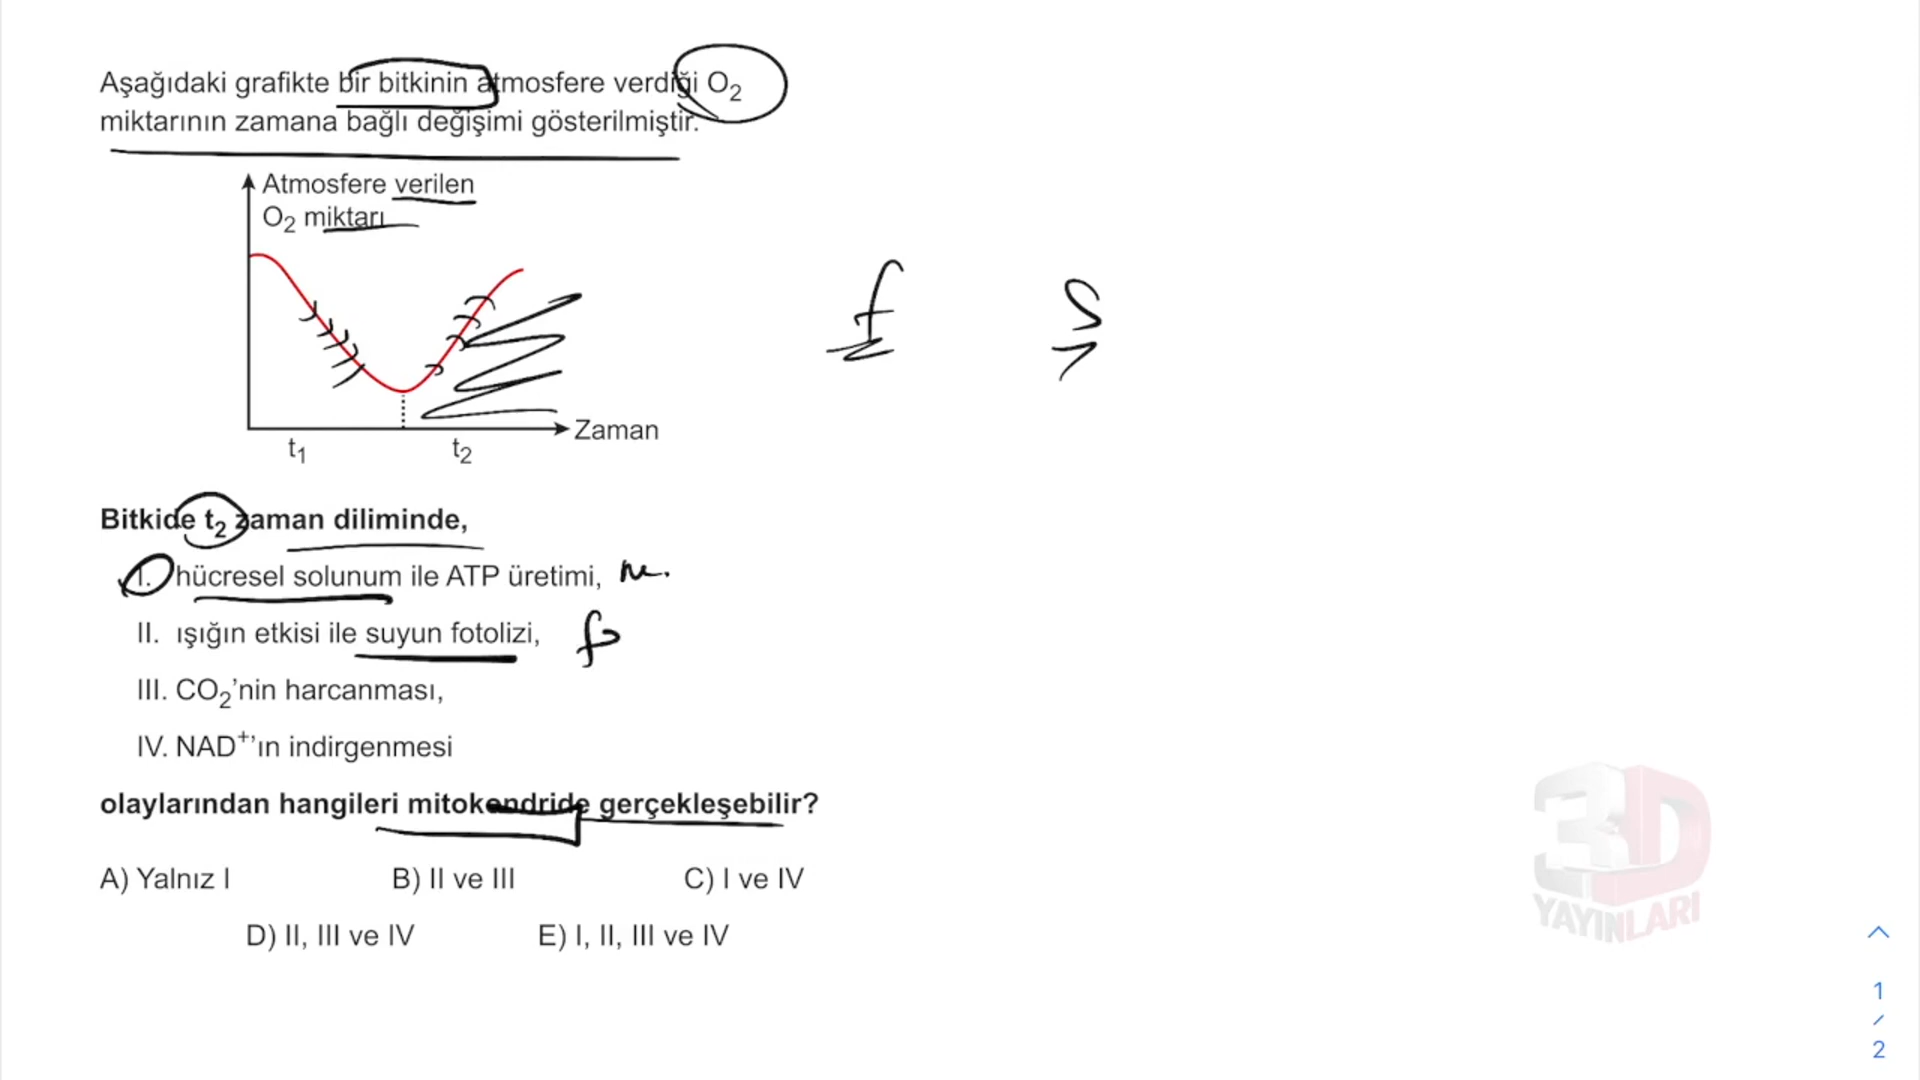 Aşağıdaki grafikte bir bitkinin atmosfere verdiği O₂
miktarının zamana bağlı değişimi gösterilmiştir.
Atmosfere verilen
O₂ miktarı
f S
Zaman
t₁ t₂
Bitkide t₂ zaman diliminde,
I. hücresel solunum ile ATP üretimi, m.
II. ışığın etkisi ile suyun fotolizi, f
III. CO₂'nin harcanması,
IV. NAD⁺'ın indirgenmesi
olaylarından hangileri mitokondride gerçekleşebilir?
A) Yalnız I B) II ve III C) I ve IV
D) II, III ve IV E) I, II, III ve IV
3D
YAYINLARI
1
/
2